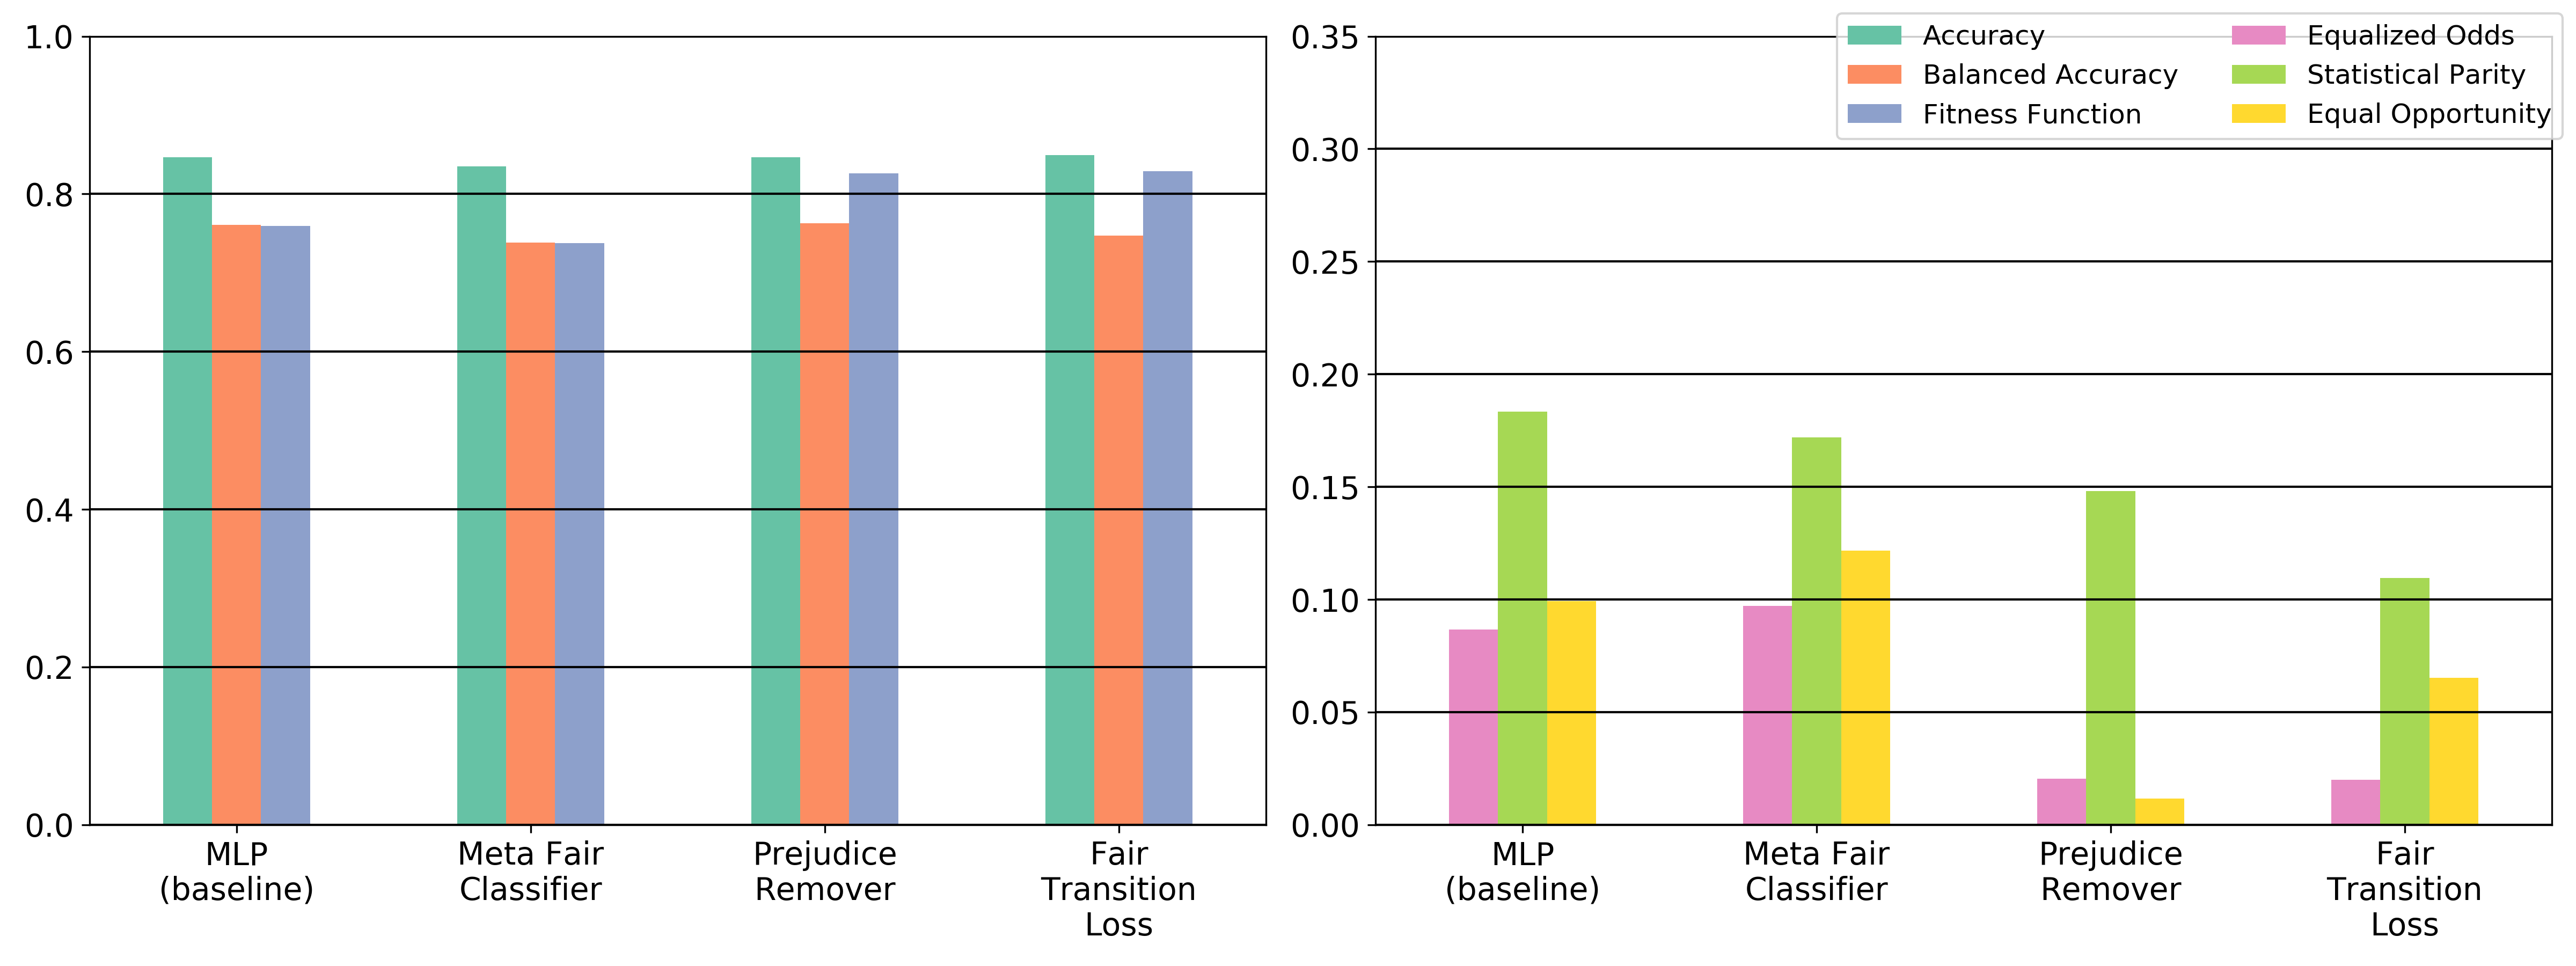 1.0
0.8
0.6
0.4
0.2
0.0
MLP
(baseline)
Meta Fair
Classifier
Prejudice
Remover
Fair
Transition
Loss
0.35
0.30
0.25
0.20
0.15
0.10
0.05
0.00
Accuracy
Balanced Accuracy
Fitness Function
Equalized Odds
Statistical Parity
Equal Opportunity
MLP
(baseline)
Meta Fair
Classifier
Prejudice
Remover
Fair
Transition
Loss